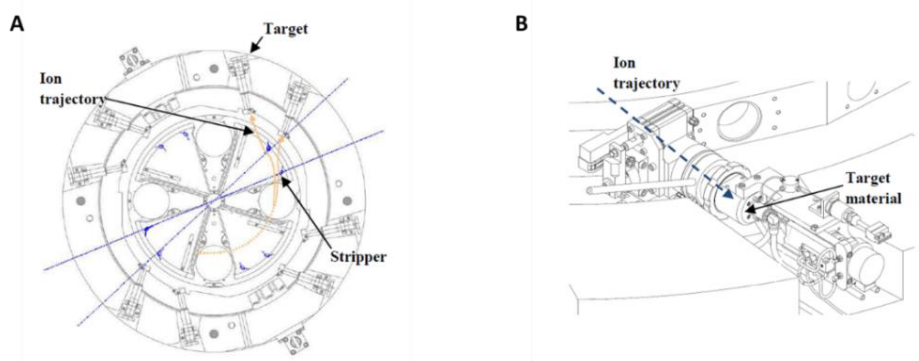 A
Target
Ion
trajectory
Stripper
B
Ion
trajectory
Target
material